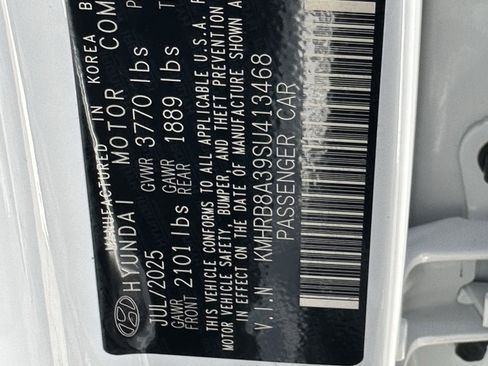 MANUFACTURED IN KOREA B
HYUNDAI MOTOR COM
JUL/2025 GVWR 3770 lbs
GAWR FRONT 2101 lbs GAWR 1889 lbs
THIS VEHICLE CONFORMS TO ALL APPLICABLE U.S.A. F
MOTOR VEHICLE SAFETY, BUMPER, AND THEFT
IN EFFECT ON THE DATE OF MANUFACTURE SHOWN A
V.I.N KMHRB8A39SU413468
PASSENGER CAR